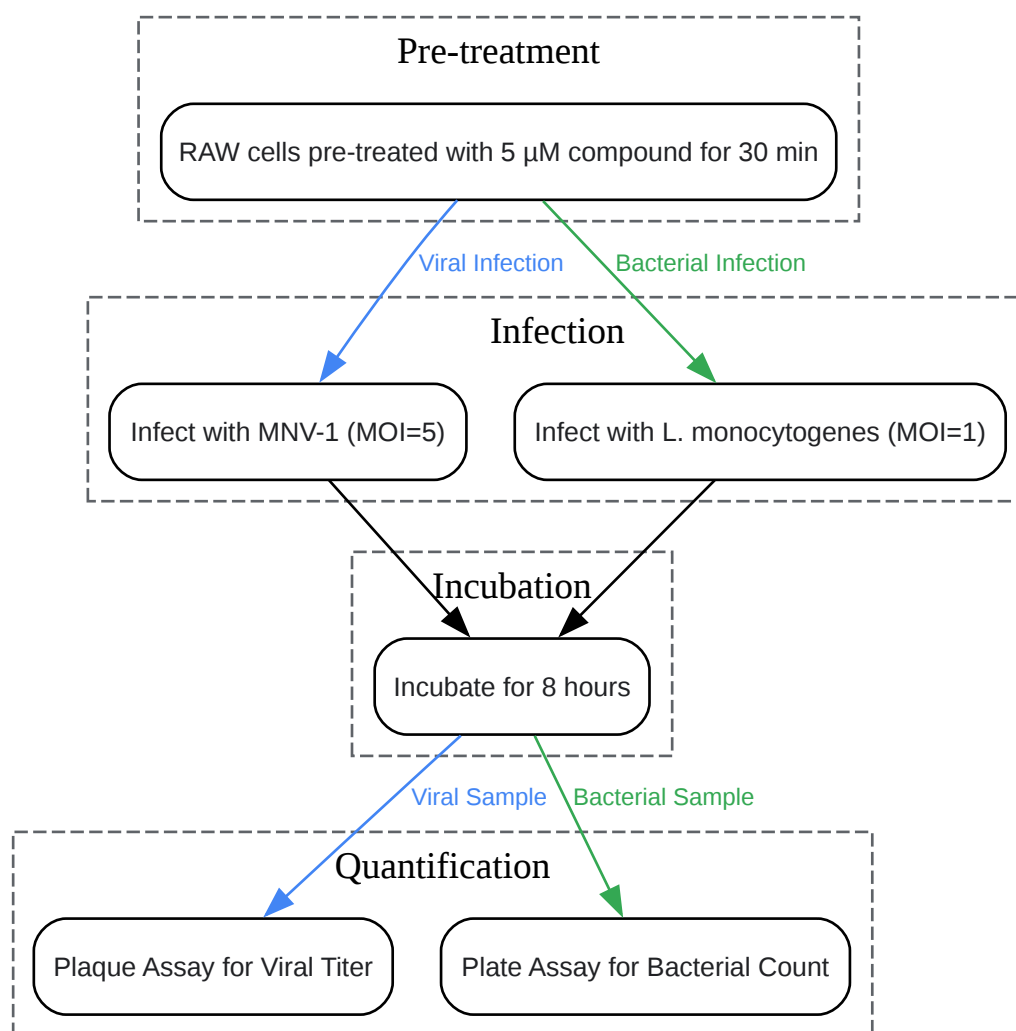 Pre-treatment
RAW cells pre-treated with 5 µM compound for 30 min
Viral Infection
Bacterial Infection
Infection
Infect with MNV-1 (MOI=5)
Infect with L. monocytogenes (MOI=1)
Incubation
Incubate for 8 hours
Viral Sample
Bacterial Sample
Quantification
Plaque Assay for Viral Titer
Plate Assay for Bacterial Count